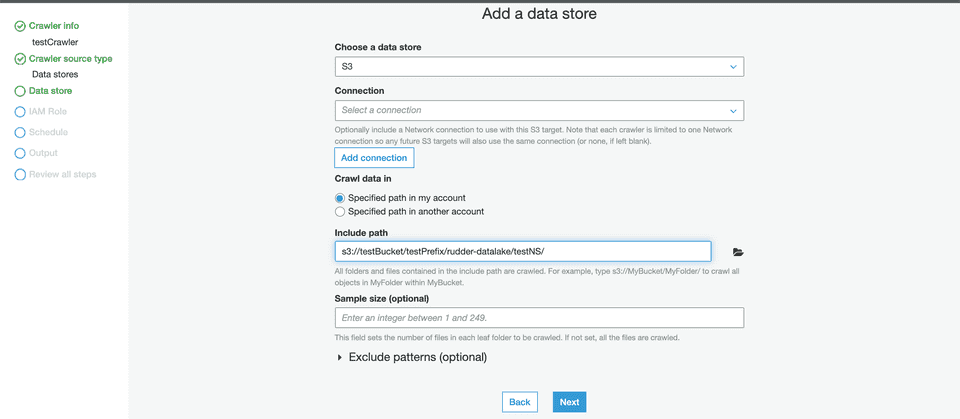 Add a data store
Crawler info
testCrawler
Crawler source type
Data stores
Data store
IAM Role
Schedule
Output
Review all steps
Choose a data store
S3
Connection
Select a connection
Optionally include a Network connection to use with this S3 target. Note that each crawler is limited to one Network
connection so any future S3 targets will also use the same connection (or none, if left blank).
Add connection
Crawl data in
Specified path in my account
Specified path in another account
Include path
s3://testBucket/testPrefix/rudder-datalake/testNS/
All folders and files contained in the include path are crawled. For example, type s3://MyBucket/MyFolder/ to crawl all
objects in MyFolder within MyBucket.
Sample size (optional)
Enter an integer between 1 and 249.
This field sets the number of files in each leaf folder to be crawled. If not set, all the files are crawled.
Exclude patterns (optional)
Back
Next